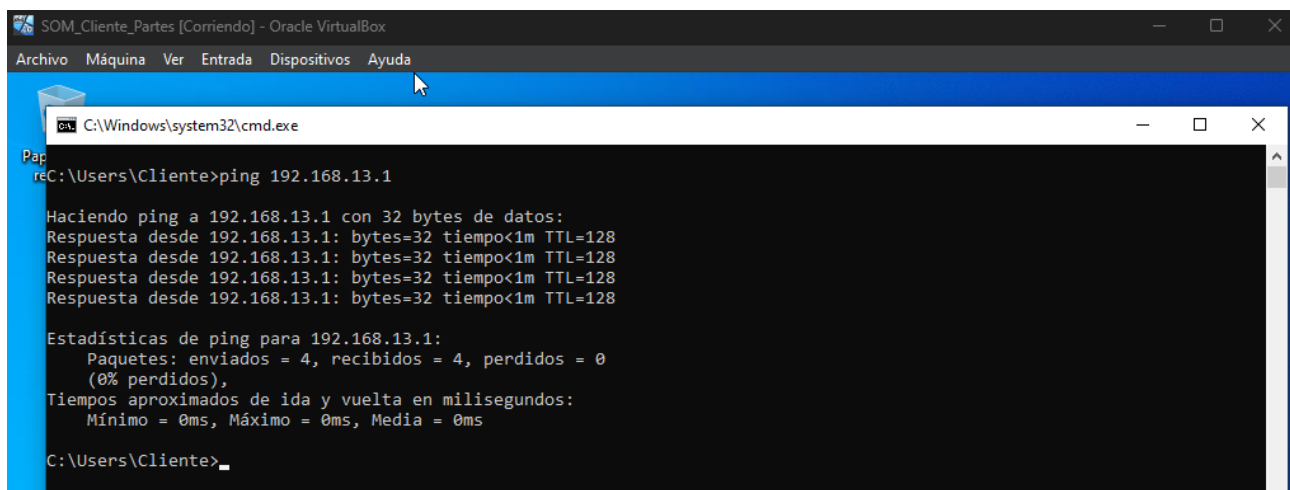 SOM_Cliente_Partes [Corriendo] - Oracle VirtualBox
Archivo Máquina Ver Entrada Dispositivos Ayuda
C:\Windows\system32\cmd.exe
Pap
re
C:\Users\Cliente>ping 192.168.13.1
Haciendo ping a 192.168.13.1 con 32 bytes de datos:
Respuesta desde 192.168.13.1: bytes=32 tiempo<1m TTL=128
Respuesta desde 192.168.13.1: bytes=32 tiempo<1m TTL=128
Respuesta desde 192.168.13.1: bytes=32 tiempo<1m TTL=128
Respuesta desde 192.168.13.1: bytes=32 tiempo<1m TTL=128
Estadísticas de ping para 192.168.13.1:
Paquetes: enviados = 4, recibidos = 4, perdidos = 0
(0% perdidos),
Tiempos aproximados de ida y vuelta en milisegundos:
Mínimo = 0ms, Máximo = 0ms, Media = 0ms
C:\Users\Cliente>